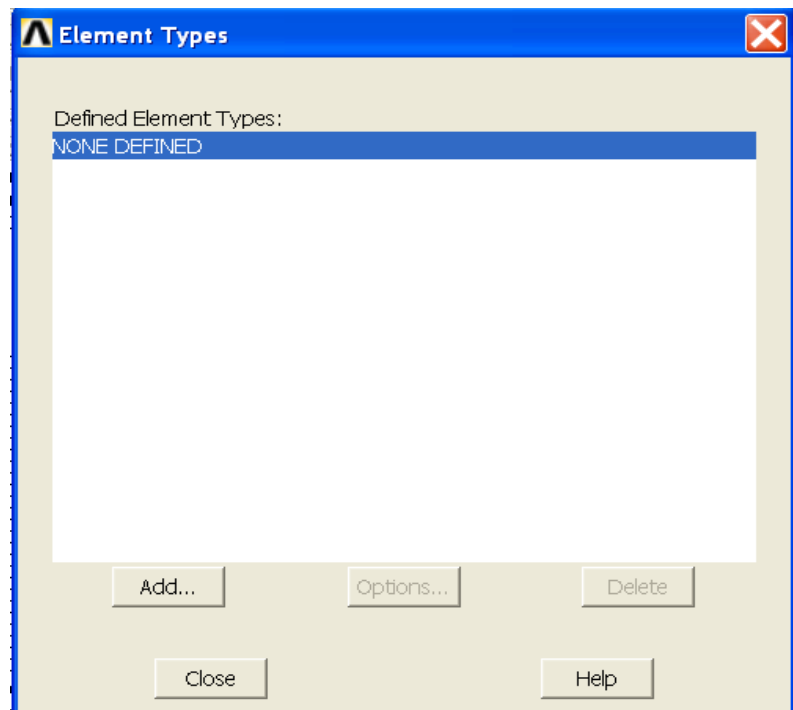 Element Types
Defined Element Types:
NONE DEFINED
Add... Options... Delete
Close Help